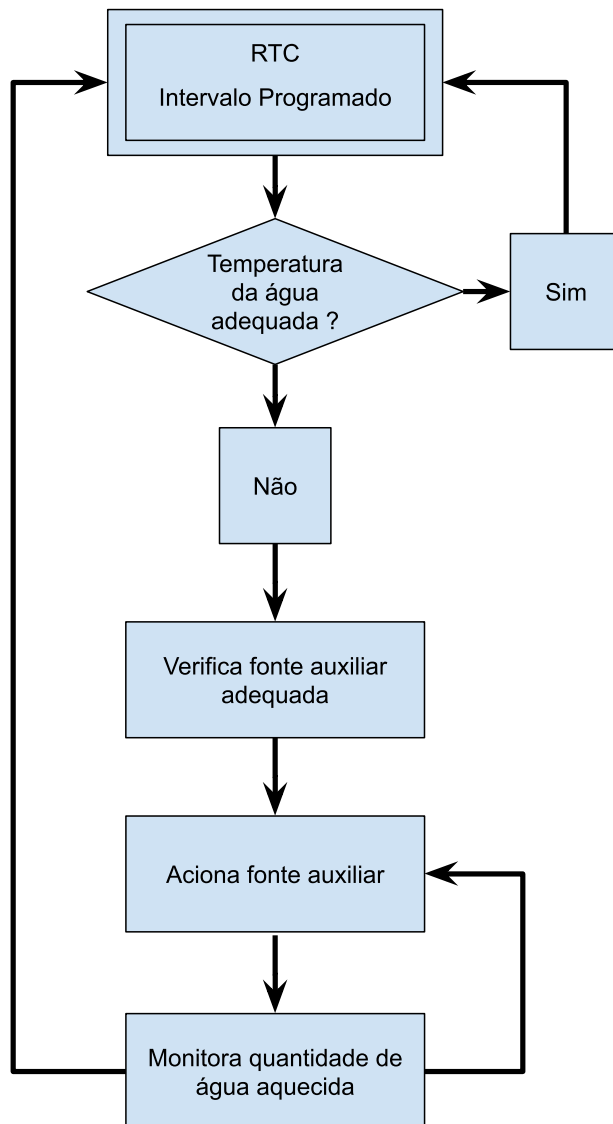 RTC
Intervalo Programado
Temperatura
da água
adequada ?
Sim
Não
Verifica fonte auxiliar
adequada
Aciona fonte auxiliar
Monitora quantidade de
água aquecida